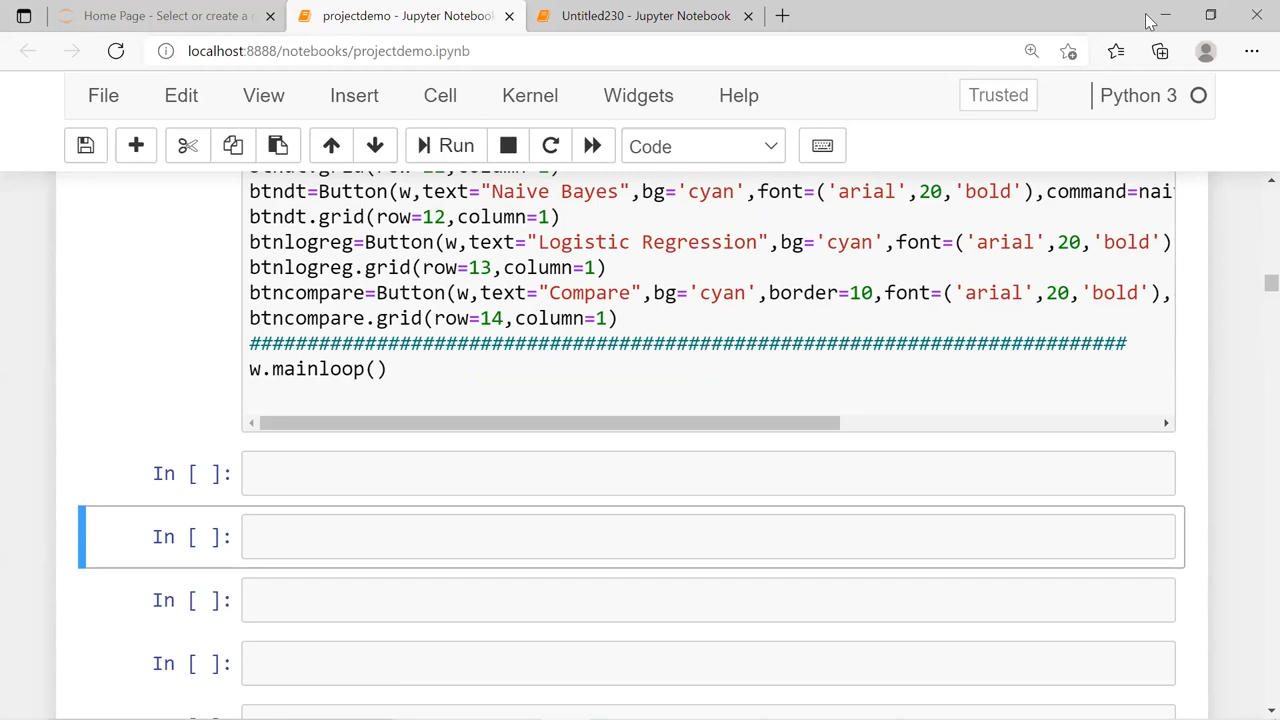 Home Page - Select or create a n
projectdemo - Jupyter Notebook
Untitled230 - Jupyter Notebook
localhost:8888/notebooks/projectdemo.ipynb
File Edit View Insert Cell Kernel Widgets Help Trusted Python 3
Run Code
btndt=Button(w,text="Naive Bayes",bg='cyan',font=('arial',20,'bold'),command=nai
btndt.grid(row=12,column=1)
btnlogreg=Button(w,text="Logistic Regression",bg='cyan',font=('arial',20,'bold')
btnlogreg.grid(row=13,column=1)
btncompare=Button(w,text="Compare",bg='cyan',border=10,font=('arial',20,'bold'),
btncompare.grid(row=14,column=1)
###########################################################################
w.mainloop()
In [ ]:
In [ ]:
In [ ]:
In [ ]: